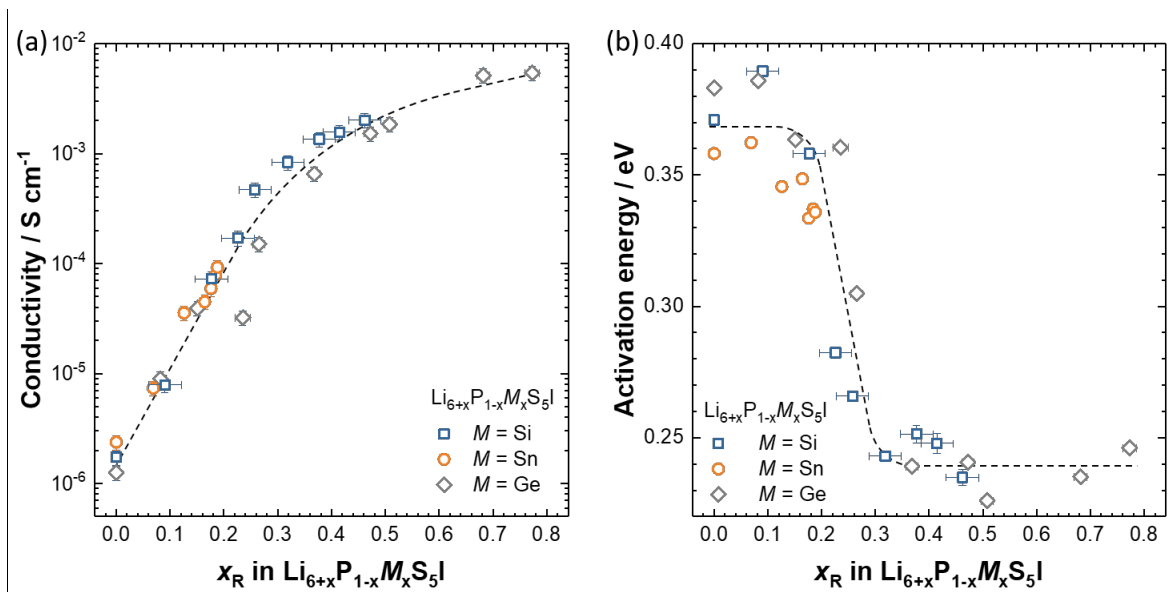 (a)
Conductivity / S cm⁻¹
10⁻²
10⁻³
10⁻⁴
10⁻⁵
10⁻⁶
Li₆₊ₓP₁₋ₓMₓS₅I
M = Si
M = Sn
M = Ge
0.0 0.1 0.2 0.3 0.4 0.5 0.6 0.7 0.8
x_R in Li₆₊ₓP₁₋ₓMₓS₅I
(b)
Activation energy / eV
0.40
0.35
0.30
0.25
Li₆₊ₓP₁₋ₓMₓS₅I
M = Si
M = Sn
M = Ge
0.0 0.1 0.2 0.3 0.4 0.5 0.6 0.7 0.8
x_R in Li₆₊ₓP₁₋ₓMₓS₅I